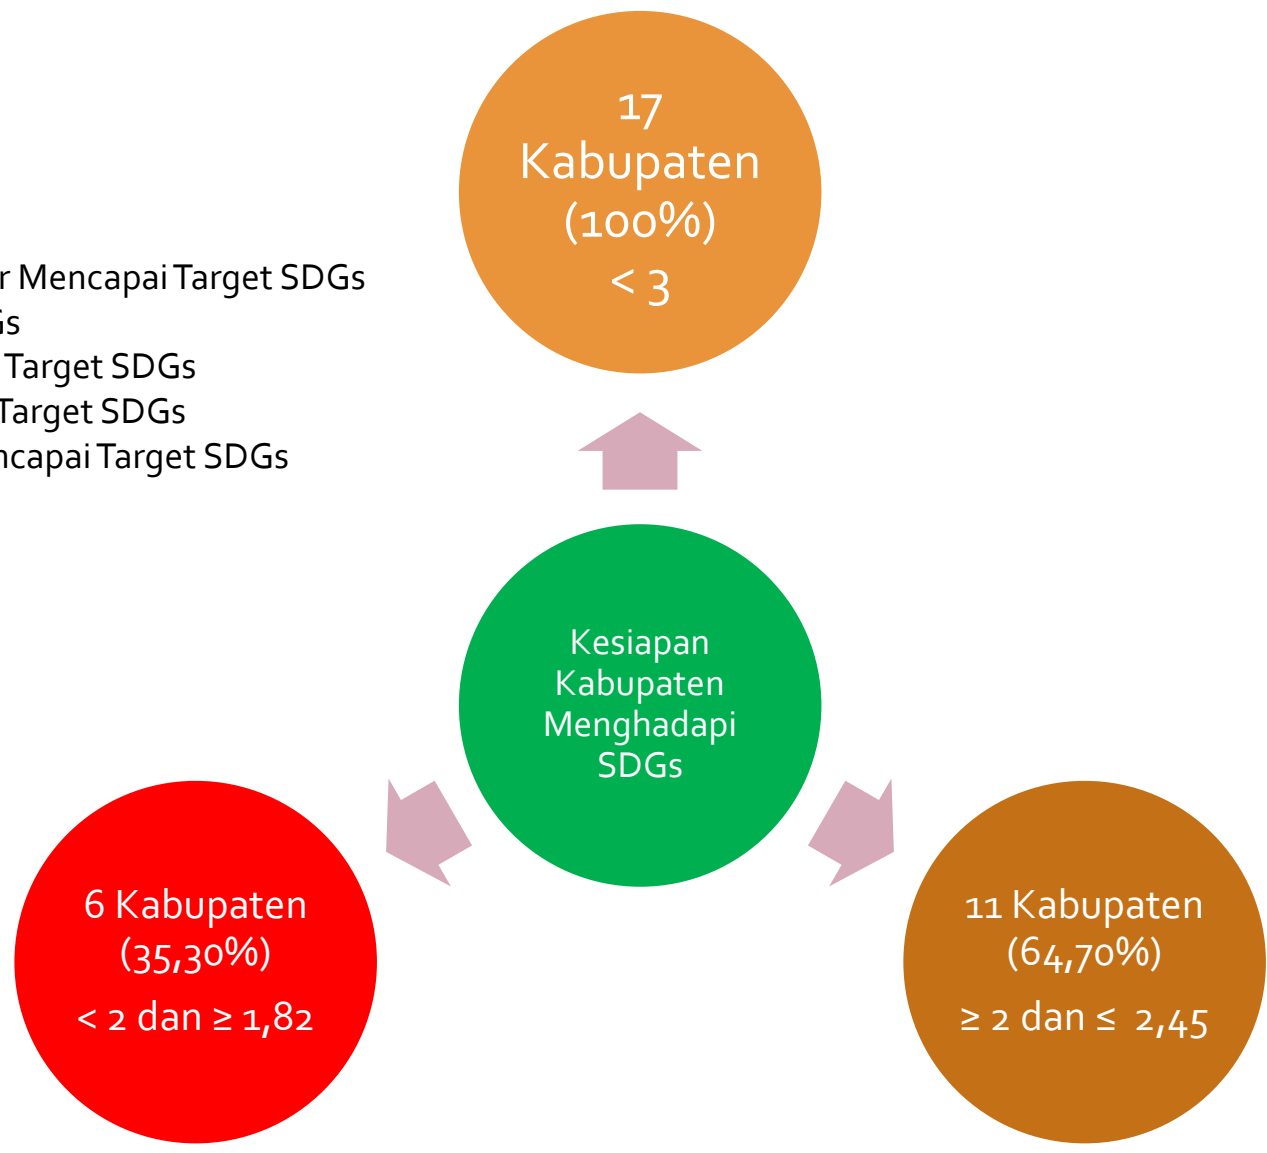 17
Kabupaten
(100%)
< 3
r Mencapai Target SDGs
Gs
Target SDGs
Target SDGs
ncapai Target SDGs
Kesiapan
Kabupaten
Menghadapi
SDGs
6 Kabupaten
(35,30%)
< 2 dan ≥ 1,82
11 Kabupaten
(64,70%)
≥ 2 dan ≤ 2,45